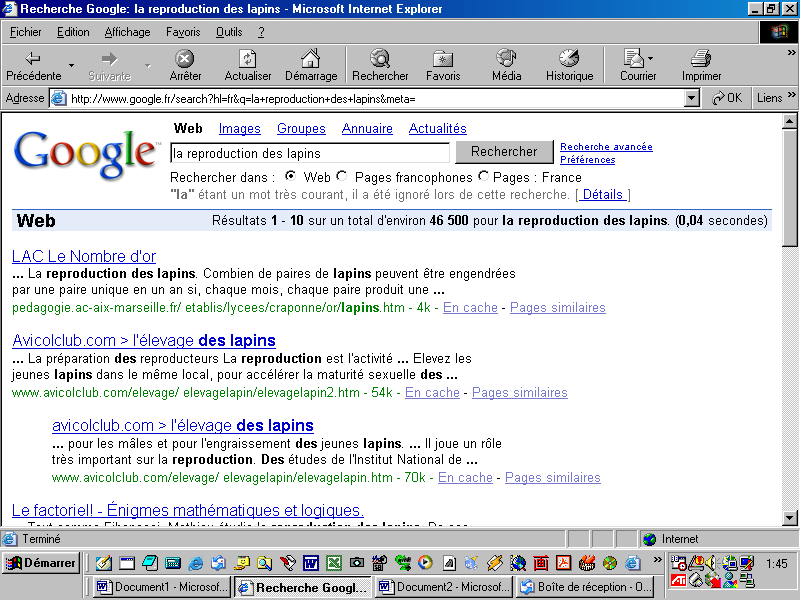 Recherche Google: la reproduction des lapins - Microsoft Internet Explorer
Fichier Edition Affichage Favoris Outils ?
Précédente Suivante Arrêter Actualiser Démarrage Rechercher Favoris Média Historique Courrier Imprimer »
Adresse http://www.google.fr/search?hl=fr&q=la+reproduction+des+lapins&meta= OK Liens »
Web Images Groupes Annuaire Actualités
Google™
la reproduction des lapins Rechercher Recherche avancée
Préférences
Rechercher dans : Web Pages francophones Pages : France
"la" étant un mot très courant, il a été ignoré lors de cette recherche. [ Détails ]
Web Résultats 1 - 10 sur un total d'environ 46 500 pour la reproduction des lapins. (0,04 secondes)
LAC Le Nombre d'or
... La reproduction des lapins. Combien de paires de lapins peuvent être engendrées
par une paire unique en un an si, chaque mois, chaque paire produit une ...
pedagogie.ac-aix-marseille.fr/ etablis/lycees/craponne/or/lapins.htm - 4k - En cache - Pages similaires
Avicolclub.com > l'élevage des lapins
... La préparation des reproducteurs La reproduction est l'activité ... Elevez les
jeunes lapins dans le même local, pour accélérer la maturité sexuelle des ...
www.avicolclub.com/elevage/ elevagelapin/elevagelapin2.htm - 54k - En cache - Pages similaires
avicolclub.com > l'élevage des lapins
... pour les mâles et pour l'engraissement des jeunes lapins. ... Il joue un rôle
très important sur la reproduction. Des études de l'Institut National de ...
www.avicolclub.com/elevage/ elevagelapin/elevagelapin.htm - 70k - En cache - Pages similaires
Le factoriel! - Énigmes mathématiques et logiques.
... Tout comme Fibonacci, Mathieu étudie la reproduction des lapins. De ses
Terminé Internet
Démarrer » 1:45
Document1 - Microsof... Recherche Googl... Document2 - Microsof... Boîte de réception - O...